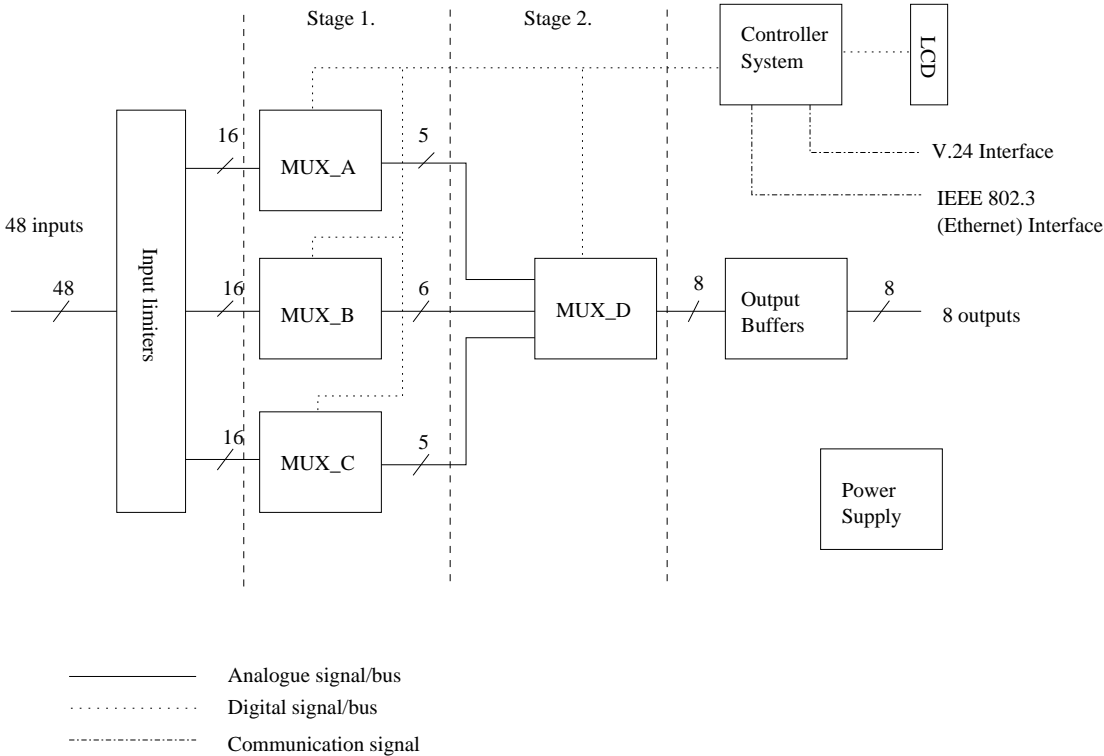 Stage 1.
Stage 2.
Controller
System
LCD
16
MUX_A
5
V.24 Interface
IEEE 802.3
(Ethernet) Interface
48 inputs
48
Input limiters
16
MUX_B
6
MUX_D
8
Output
Buffers
8
8 outputs
16
MUX_C
5
Power
Supply
Analogue signal/bus
Digital signal/bus
Communication signal